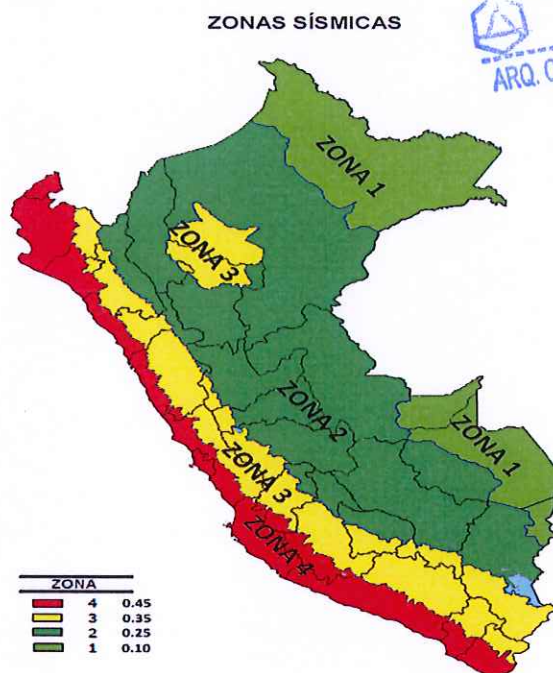 ZONAS SÍSMICAS
ARQ. C
ZONA 1
ZONA 3
ZONA 2
ZONA 1
ZONA 3
ZONA 4
ZONA
4 0.45
3 0.35
2 0.25
1 0.10